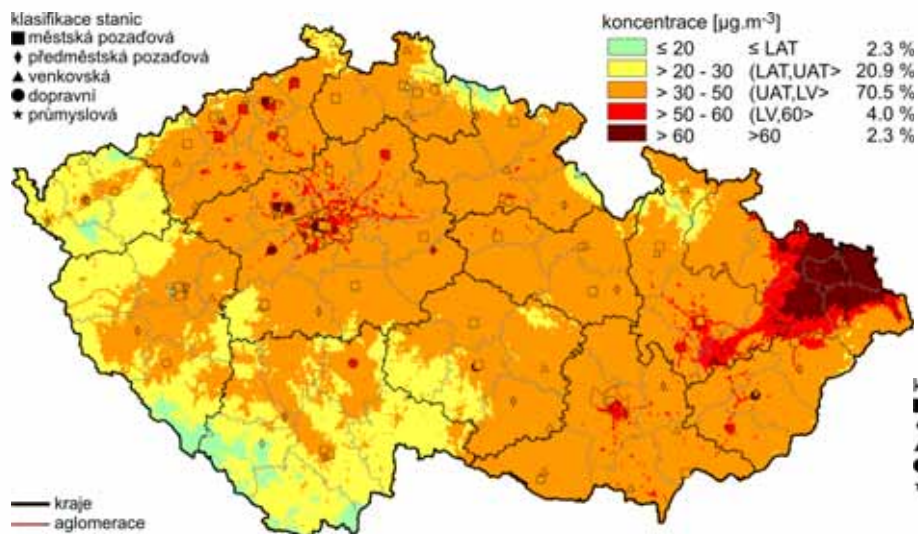 klasifikace stanic
městská pozaďová
předměstská pozaďová
venkovská
dopravní
průmyslová
koncentrace [µg.m-3]
≤ 20 ≤ LAT 2.3 %
> 20 - 30 (LAT,UAT> 20.9 %
> 30 - 50 (UAT,LV> 70.5 %
> 50 - 60 (LV,60> 4.0 %
> 60 >60 2.3 %
kraje
aglomerace